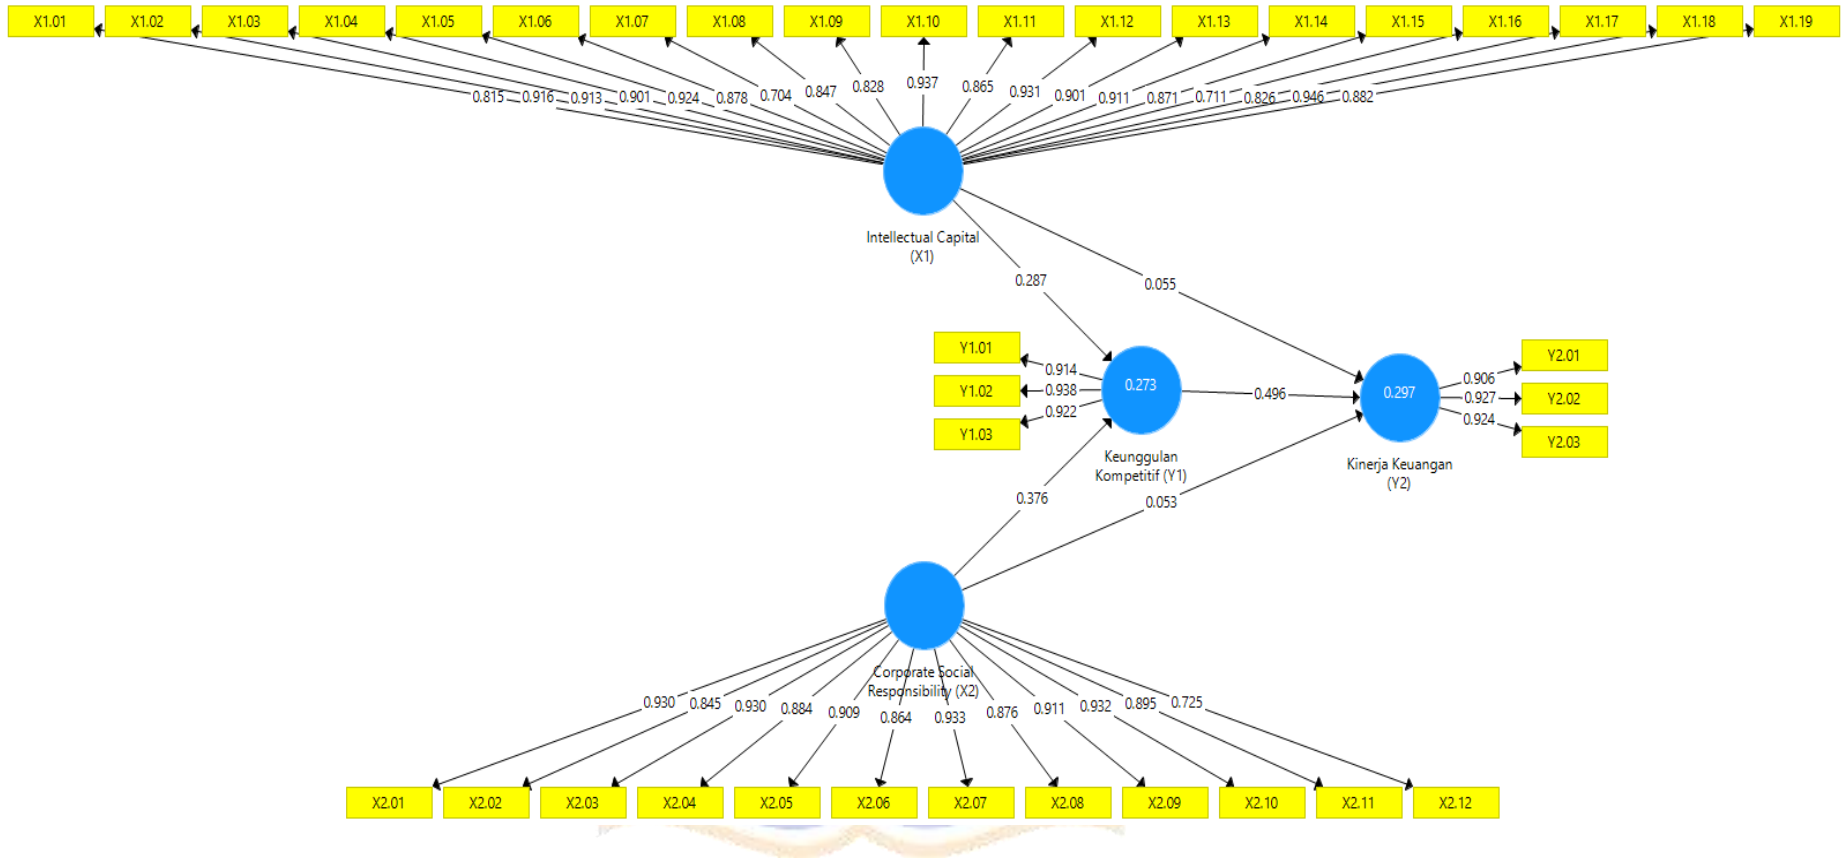 X1.01 X1.02 X1.03 X1.04 X1.05 X1.06 X1.07 X1.08 X1.09 X1.10 X1.11 X1.12 X1.13 X1.14 X1.15 X1.16 X1.17 X1.18 X1.19
0.815 0.916 0.913 0.901 0.924 0.878 0.704 0.847 0.828 0.937 0.865 0.931 0.901 0.911 0.871 0.711 0.826 0.946 0.882
Intellectual Capital
(X1)
0.287
0.055
Y1.01
Y1.02
Y1.03
0.914
0.938
0.922
0.273
Keunggulan
Kompetitif (Y1)
0.496
0.297
Kinerja Keuangan
(Y2)
0.906
0.927
0.924
Y2.01
Y2.02
Y2.03
0.376
0.053
Corporate Social
Responsibility (X2)
0.930 0.845 0.930 0.884 0.909 0.864 0.933 0.876 0.911 0.932 0.895 0.725
X2.01 X2.02 X2.03 X2.04 X2.05 X2.06 X2.07 X2.08 X2.09 X2.10 X2.11 X2.12